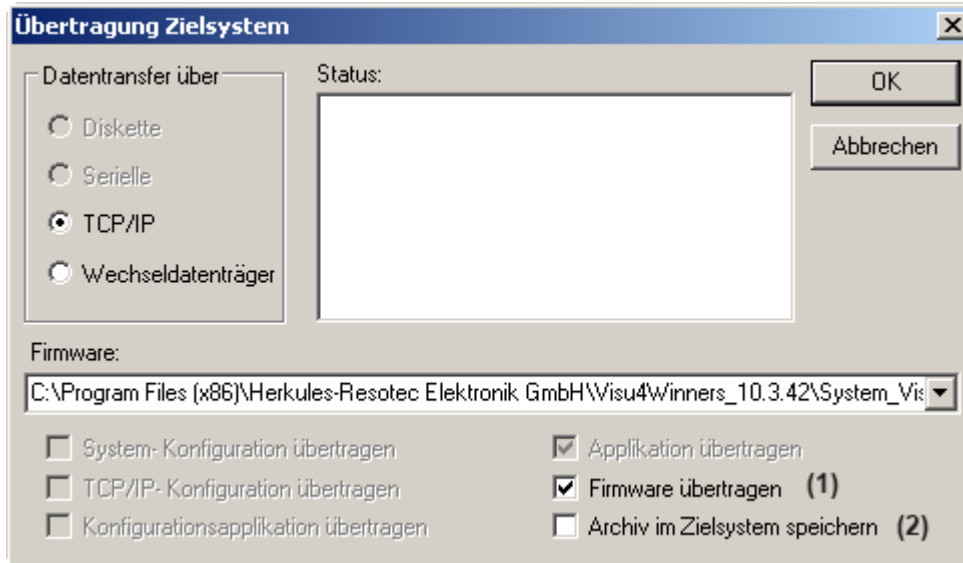 Übertragung Zielsystem
Datentransfer über
Diskette
Serielle
TCP/IP
Wechseldatenträger
Status:
OK
Abbrechen
Firmware:
C:\Program Files (x86)\Herkules-Resotec Elektronik GmbH\Visu4Winners_10.3.42\System_Vis
System- Konfiguration übertragen
TCP/IP- Konfiguration übertragen
Konfigurationsapplikation übertragen
Applikation übertragen
Firmware übertragen (1)
Archiv im Zielsystem speichern (2)